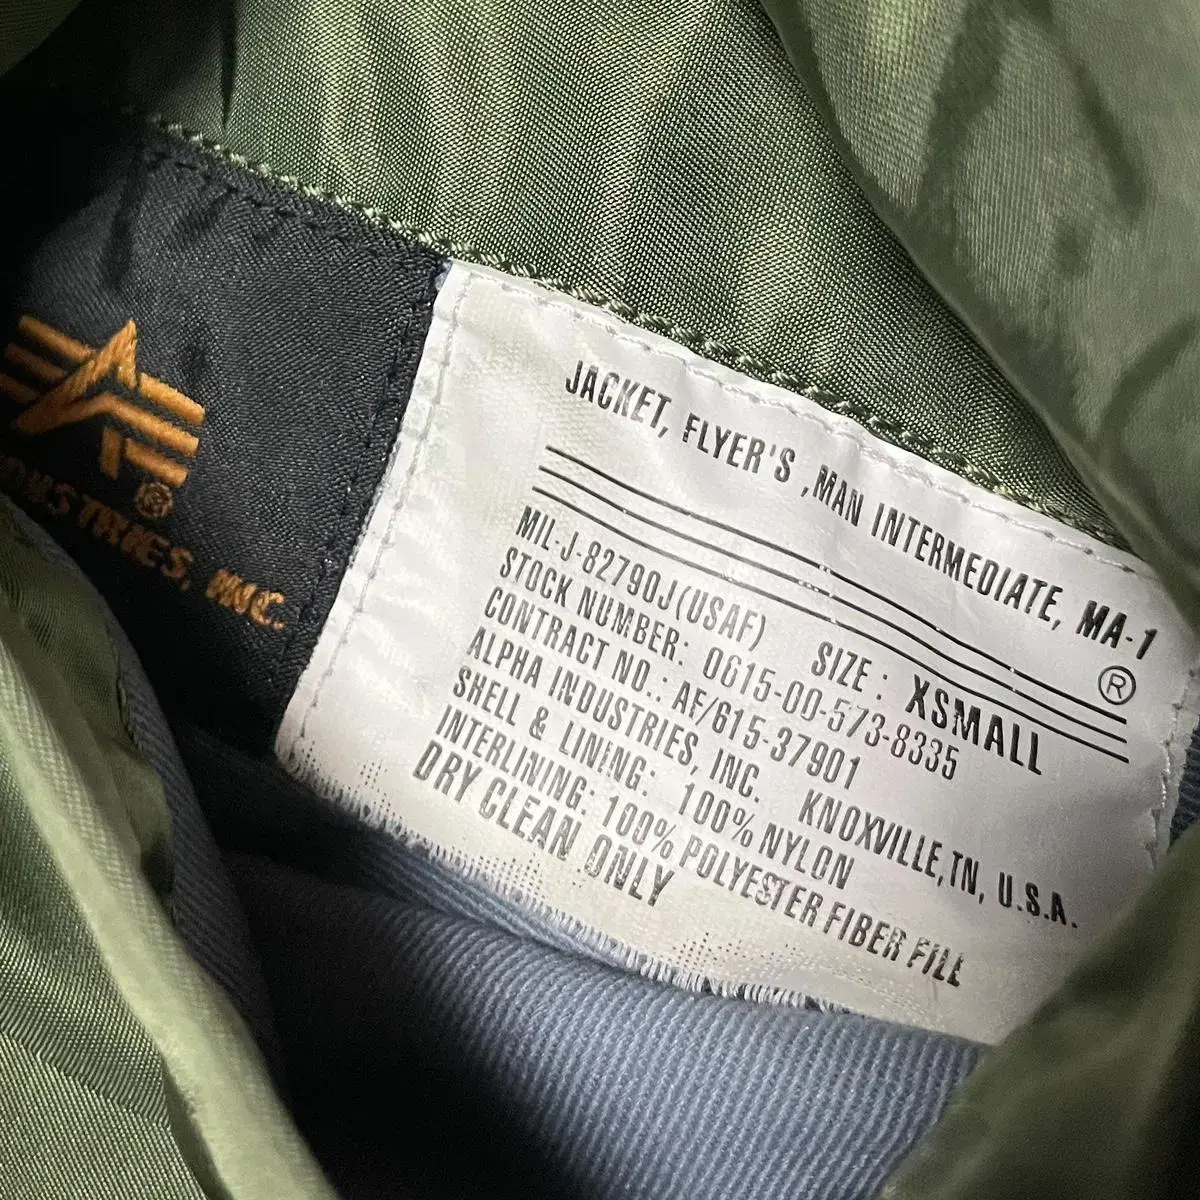 INDUSTRIES, INC.
®
JACKET, FLYER'S ,MAN INTERMEDIATE, MA-1
®
MIL-J-82790J(USAF) SIZE : XSMALL
STOCK NUMBER: 0615-00-573-8335
CONTRACT NO.: AF/615-37901
ALPHA INDUSTRIES, INC. KNOXVILLE,TN, U.S.A.
SHELL & LINING: 100% NYLON
INTERLINING: 100% POLYESTER FIBER FILL
DRY CLEAN ONLY